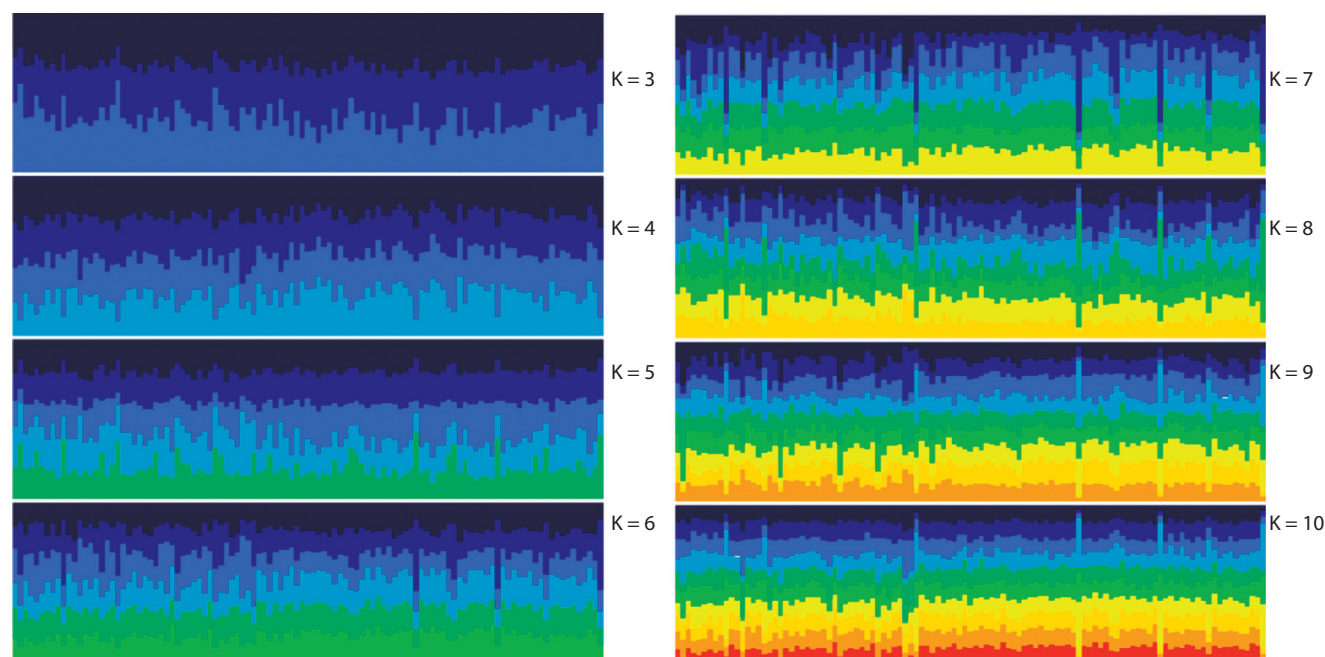 K = 3
K = 4
K = 5
K = 6
K = 7
K = 8
K = 9
K = 10